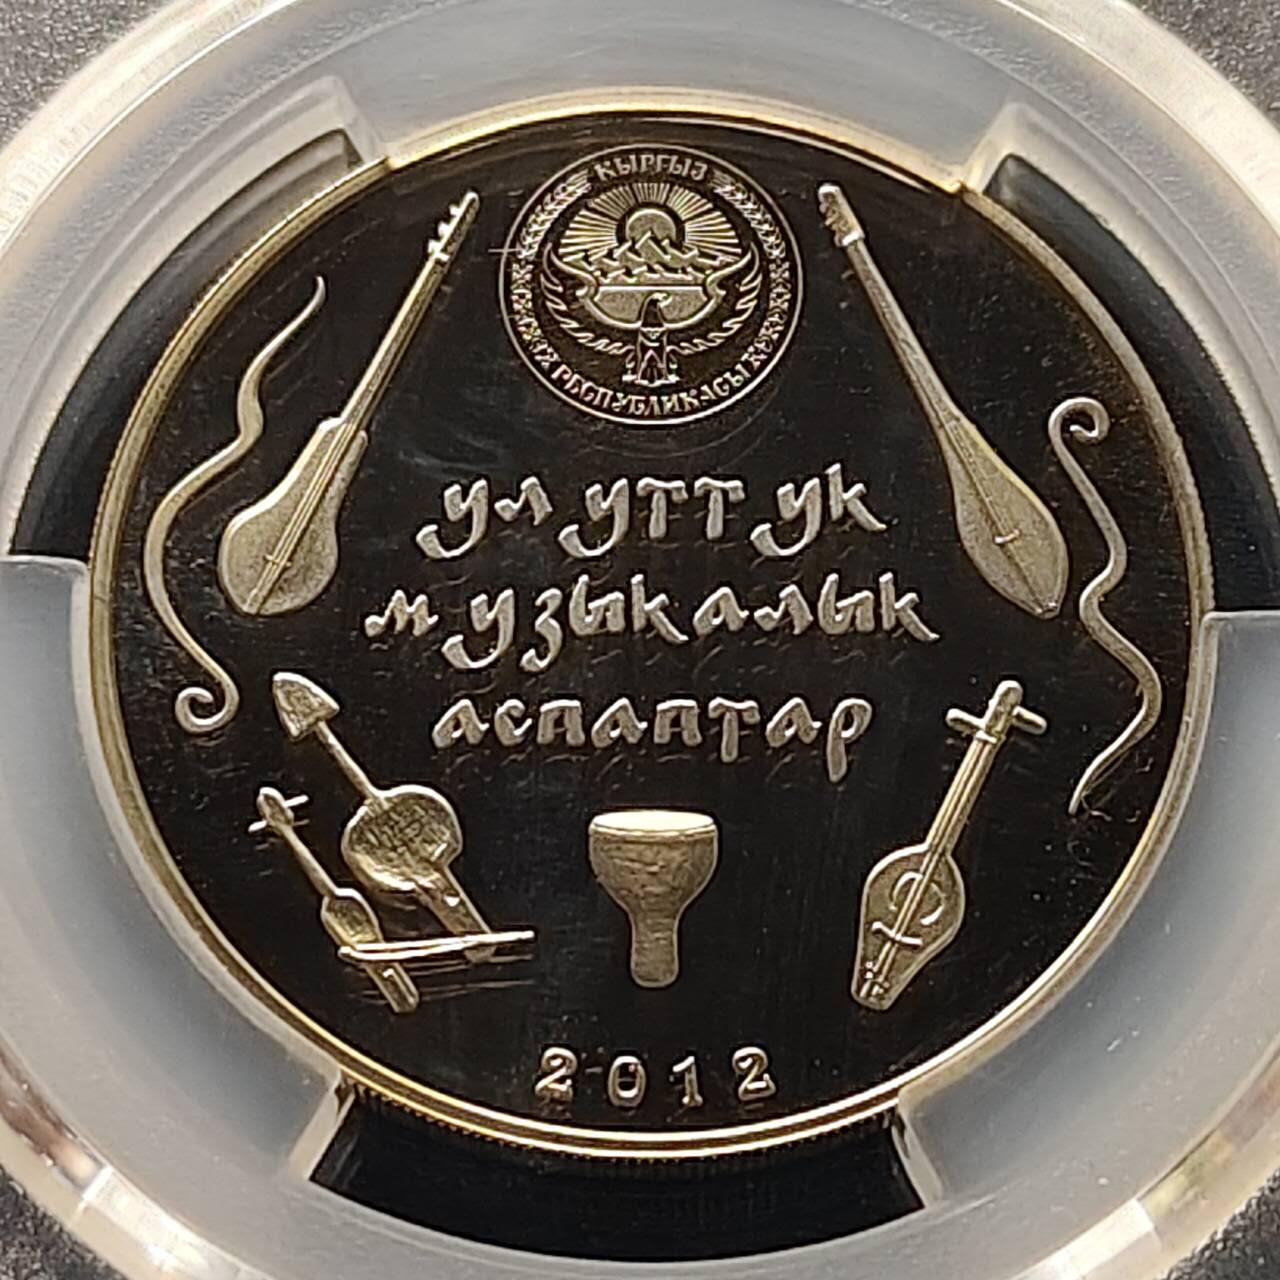 КЫРГЫЗ
РЕСПУБЛИКАСЫ
улуттук
музыкалык
аспаптар
2012